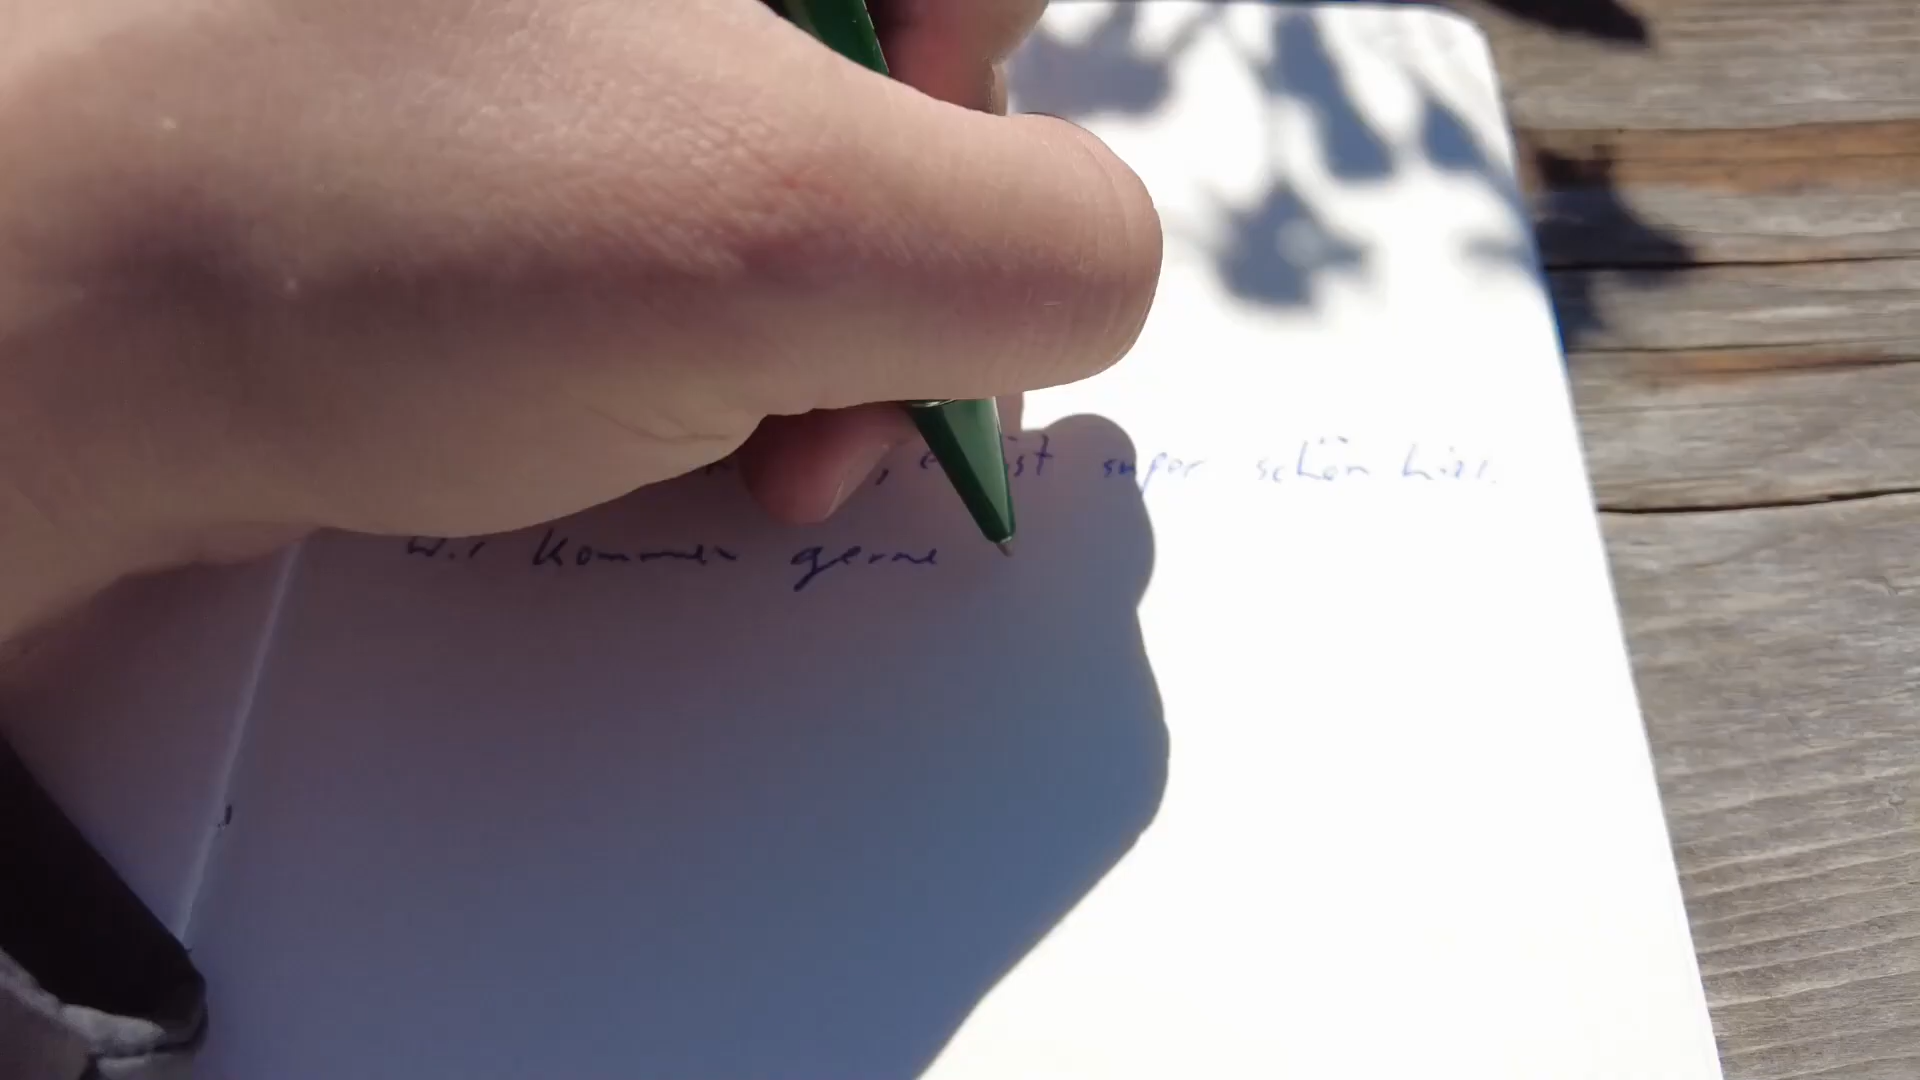 , ist super schön hier.
Wir kommen gerne